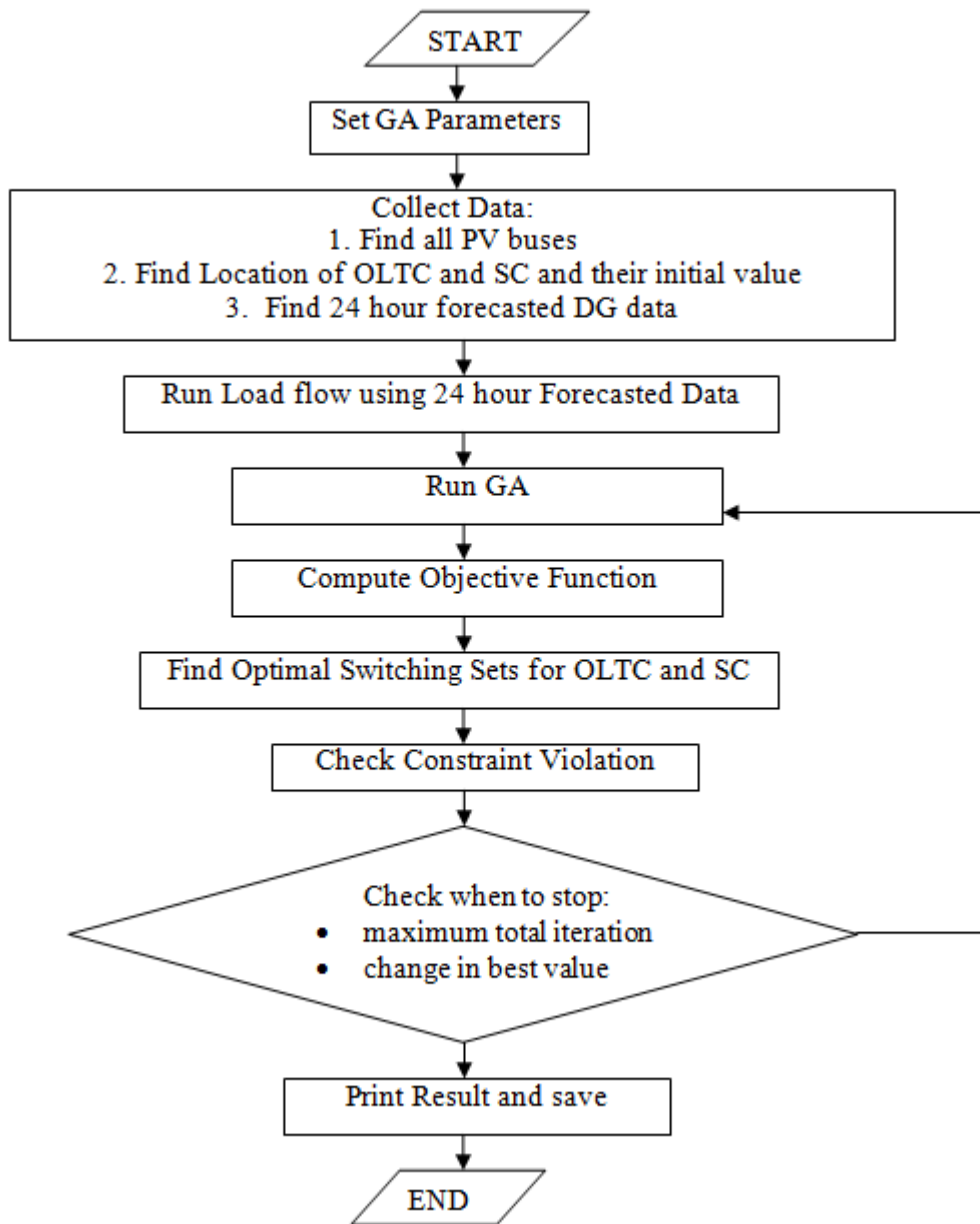 START
Set GA Parameters
Collect Data:
1. Find all PV buses
2. Find Location of OLTC and SC and their initial value
3. Find 24 hour forecasted DG data
Run Load flow using 24 hour Forecasted Data
Run GA
Compute Objective Function
Find Optimal Switching Sets for OLTC and SC
Check Constraint Violation
Check when to stop:
• maximum total iteration
• change in best value
Print Result and save
END